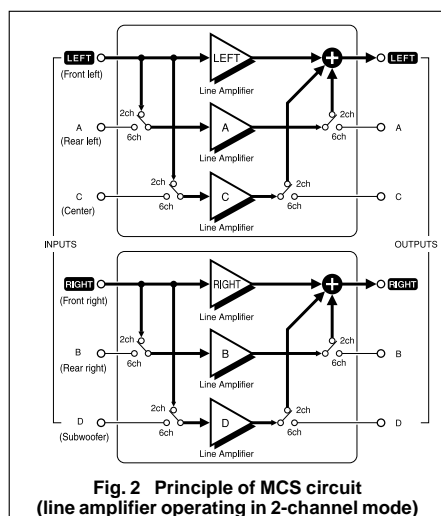 LEFT
(Front left)
LEFT
Line Amplifier
LEFT
2ch
A
(Rear left)
6ch
A
Line Amplifier
2ch
6ch
A
2ch
C
(Center)
6ch
C
Line Amplifier
2ch
6ch
C
INPUTS
OUTPUTS
RIGHT
(Front right)
RIGHT
Line Amplifier
RIGHT
2ch
B
(Rear right)
6ch
B
Line Amplifier
2ch
6ch
B
2ch
D
(Subwoofer)
6ch
D
Line Amplifier
2ch
6ch
D
Fig. 2 Principle of MCS circuit
(line amplifier operating in 2-channel mode)